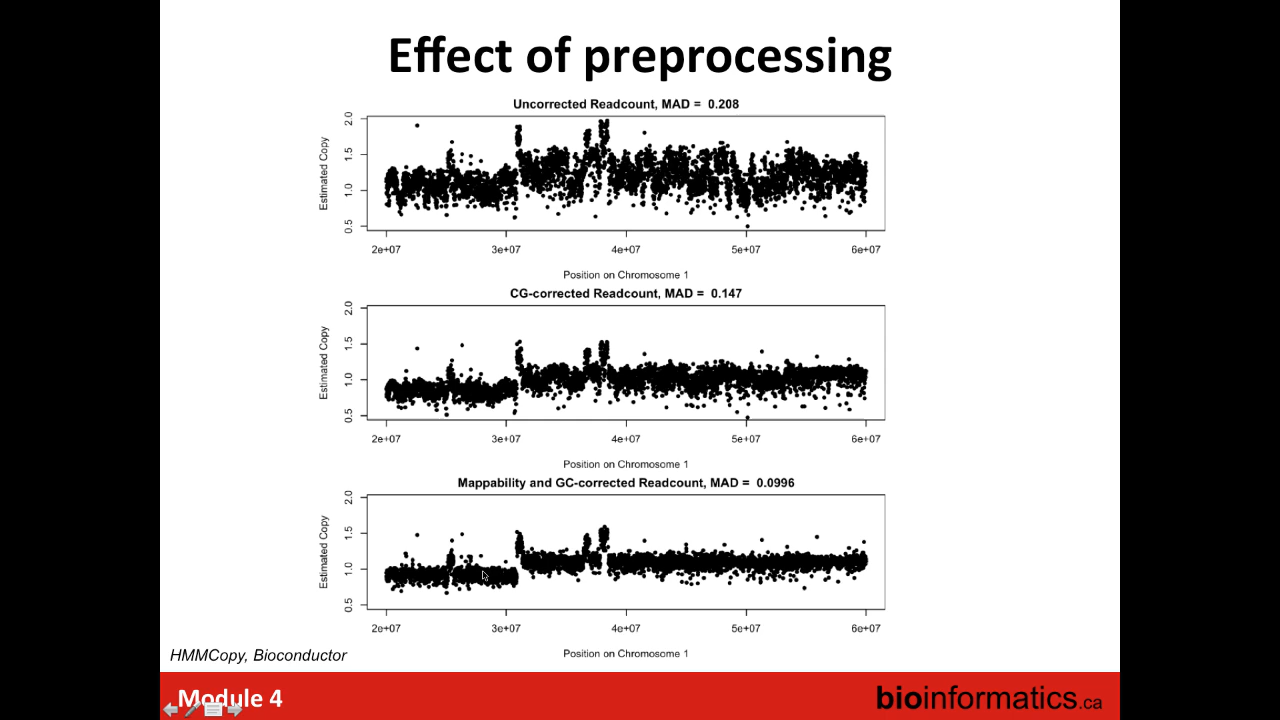 Effect of preprocessing
Uncorrected Readcount, MAD = 0.208
Estimated Copy
2.0
1.5
1.0
0.5
2e+07 3e+07 4e+07 5e+07 6e+07
Position on Chromosome 1
CG-corrected Readcount, MAD = 0.147
Estimated Copy
2.0
1.5
1.0
0.5
2e+07 3e+07 4e+07 5e+07 6e+07
Position on Chromosome 1
Mappability and GC-corrected Readcount, MAD = 0.0996
Estimated Copy
2.0
1.5
1.0
0.5
2e+07 3e+07 4e+07 5e+07 6e+07
Position on Chromosome 1
HMMCopy, Bioconductor
Module 4
bioinformatics.ca